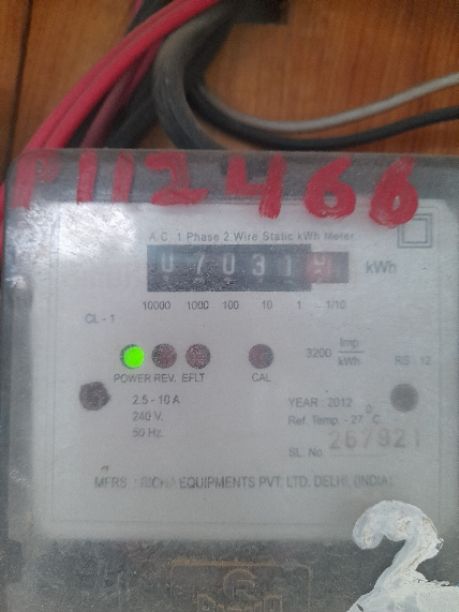 P112466
A.C. 1 Phase 2 Wire Static kWh Meter
07031 kWh
10000 1000 100 10 1 1/10
CL - 1
3200 Imp/kWh
RS 12
POWER REV. EFLT CAL
2.5 - 10 A
240 V.
50 Hz.
YEAR : 2012
Ref. Temp. - 27 °C
SL. No. 267921
MFRS EQUIPMENTS PVT. LTD. DELHI, (INDIA)
2